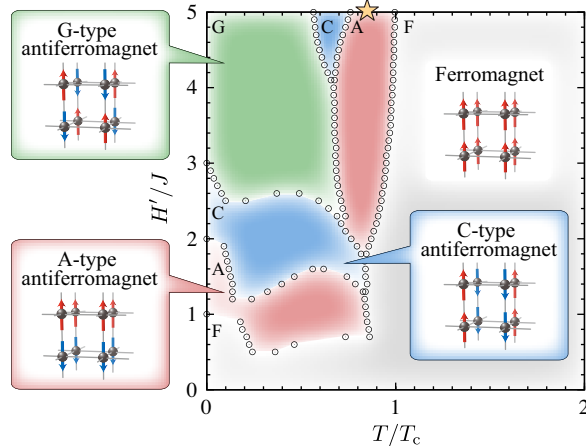 G-type
antiferromagnet
A-type
antiferromagnet
H'/J
5
4
3
2
1
0
G
C
A
F
C
A
F
Ferromagnet
C-type
antiferromagnet
0
1
2
T/Tc